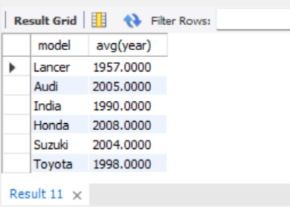 Result Grid Filter Rows:
model avg(year)
Lancer 1957.0000
Audi 2005.0000
India 1990.0000
Honda 2008.0000
Suzuki 2004.0000
Toyota 1998.0000
Result 11 ×